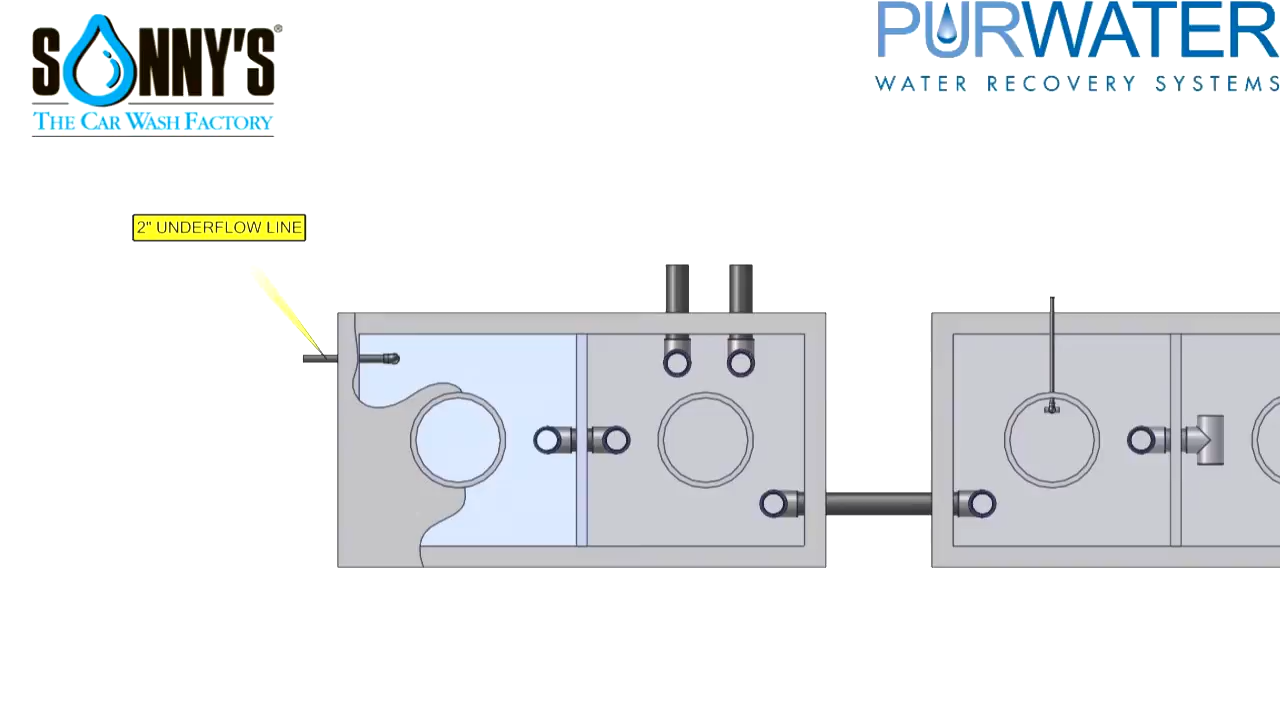 SONNY'S®
THE CAR WASH FACTORY
PURWATER
WATER RECOVERY SYSTEMS
2" UNDERFLOW LINE